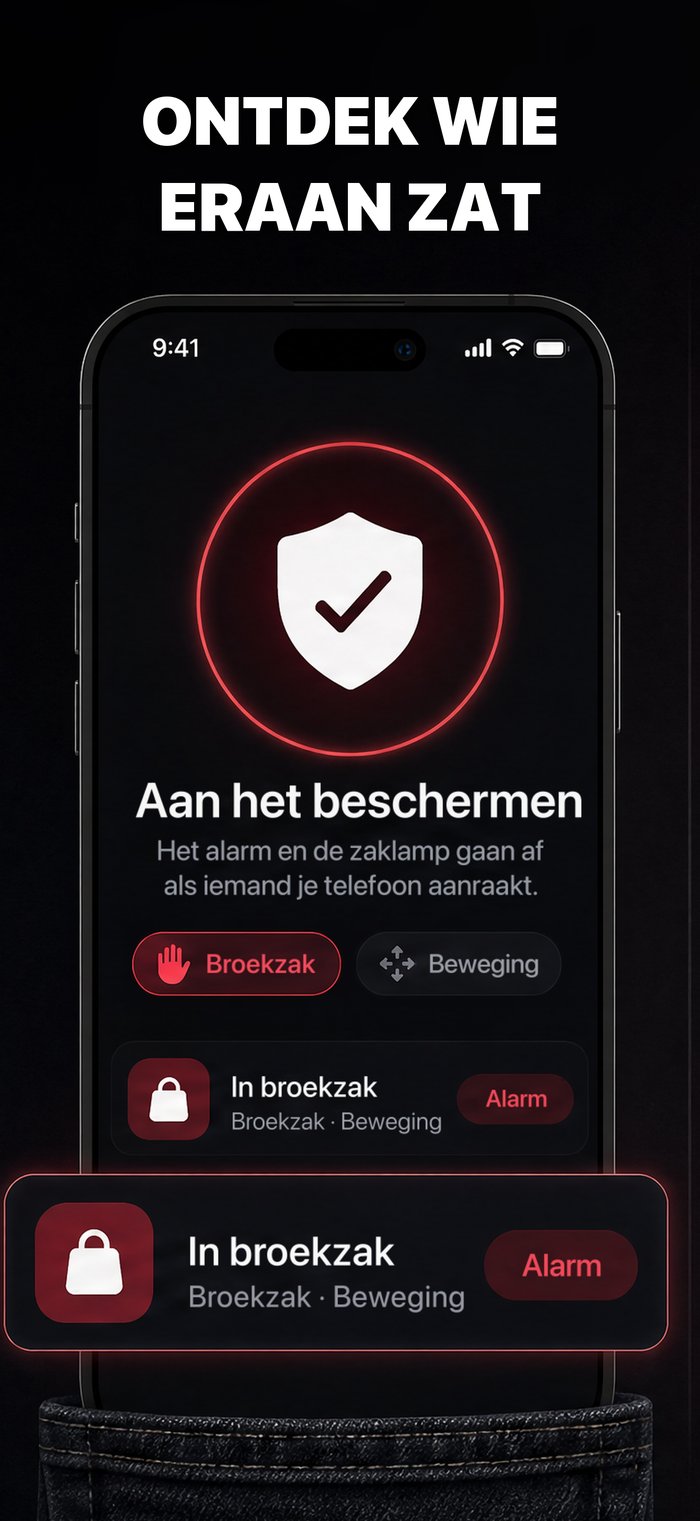 ONTDEK WIE
ERAAN ZAT
9:41
Aan het beschermen
Het alarm en de zaklamp gaan af
als iemand je telefoon aanraakt.
Broekzak
Beweging
In broekzak
Broekzak · Beweging
Alarm
In broekzak
Broekzak · Beweging
Alarm